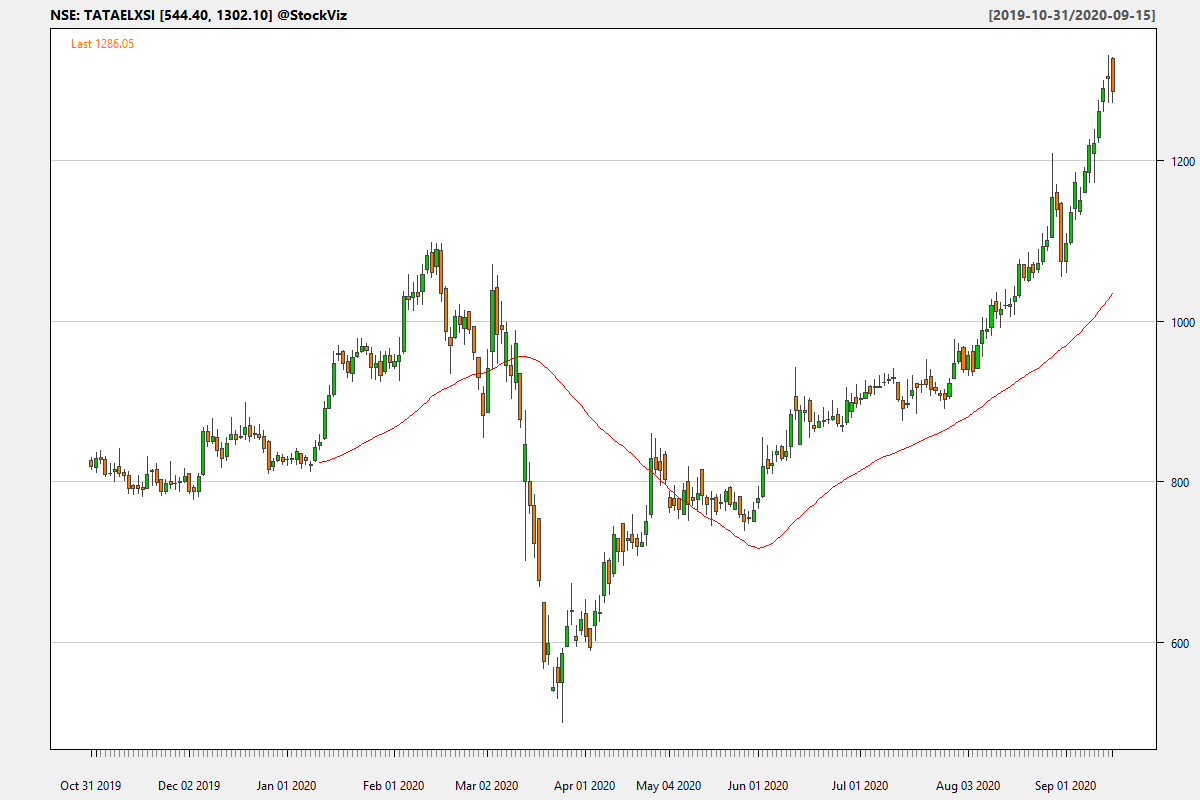 NSE: TATAELXSI [544.40, 1302.10] @StockViz [2019-10-31/2020-09-15]
Last 1286.05
1200
1000
800
600
Oct 31 2019 Dec 02 2019 Jan 01 2020 Feb 01 2020 Mar 02 2020 Apr 01 2020 May 04 2020 Jun 01 2020 Jul 01 2020 Aug 03 2020 Sep 01 2020